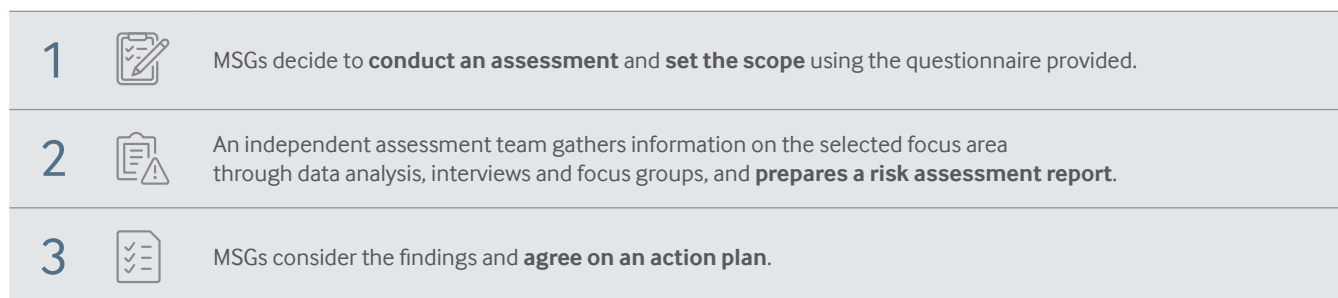 1
MSGs decide to conduct an assessment and set the scope using the questionnaire provided.
2
An independent assessment team gathers information on the selected focus area
through data analysis, interviews and focus groups, and prepares a risk assessment report.
3
MSGs consider the findings and agree on an action plan.